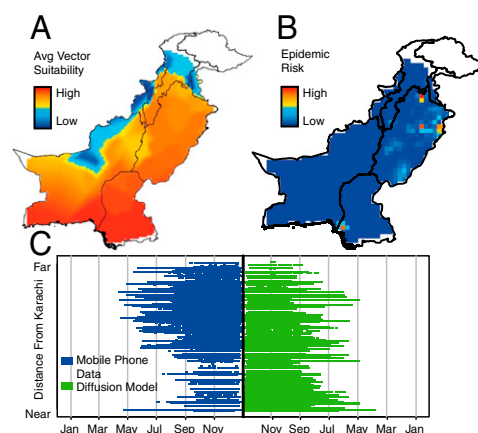 A
Avg Vector
Suitability
High
Low
B
Epidemic
Risk
High
Low
C
Far
Distance From Karachi
Near
Mobile Phone
Data
Diffusion Model
Jan Mar May Jul Sep Nov Nov Sep Jul May Mar Jan